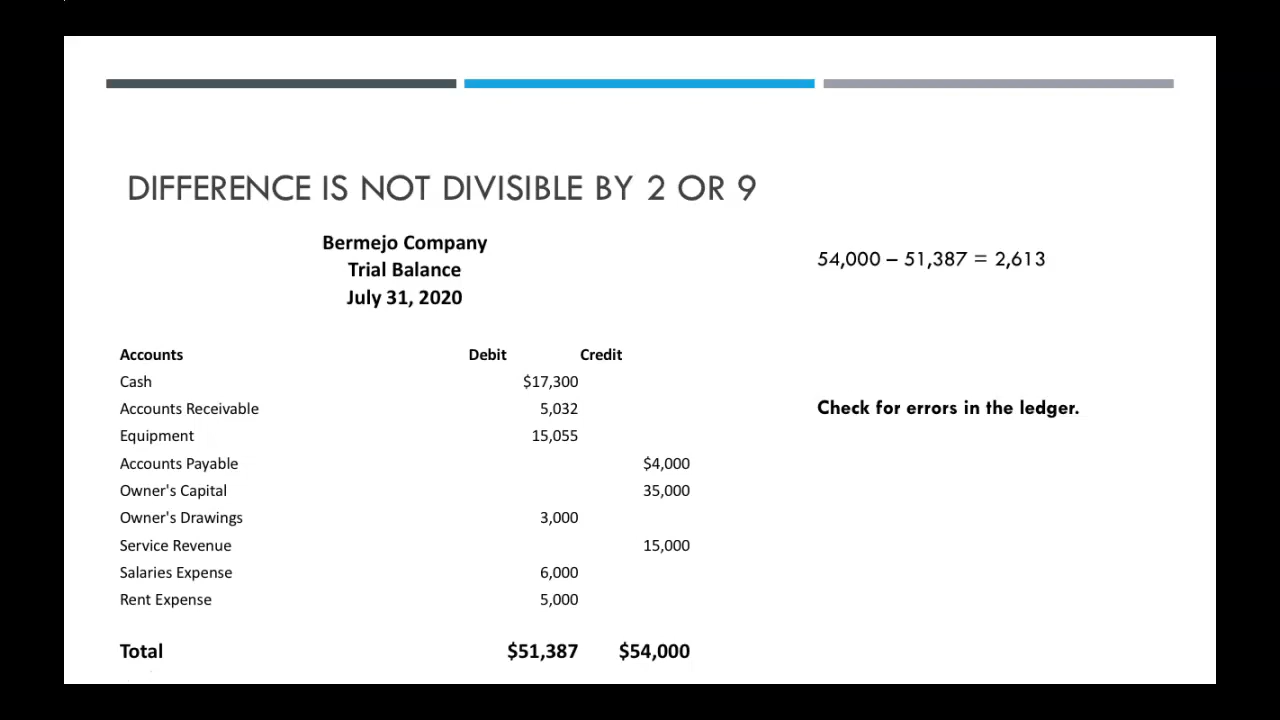 DIFFERENCE IS NOT DIVISIBLE BY 2 OR 9
Bermejo Company
Trial Balance
July 31, 2020
54,000 – 51,387 = 2,613
Accounts Debit Credit
Cash $17,300
Accounts Receivable 5,032
Check for errors in the ledger.
Equipment 15,055
Accounts Payable $4,000
Owner's Capital 35,000
Owner's Drawings 3,000
Service Revenue 15,000
Salaries Expense 6,000
Rent Expense 5,000
Total $51,387 $54,000